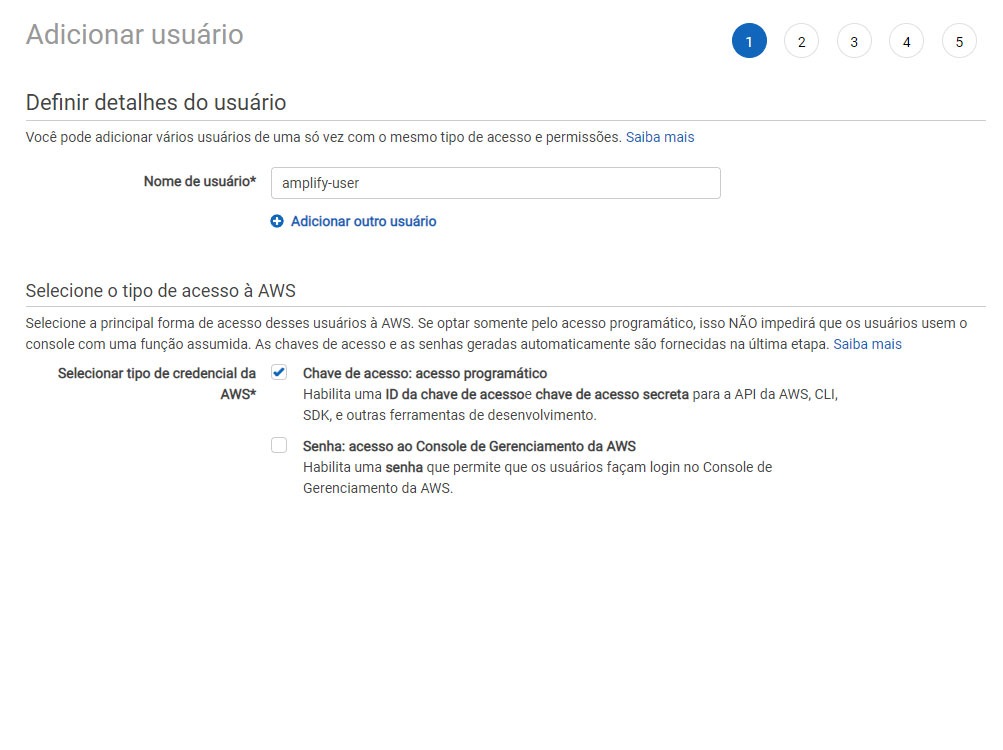 Adicionar usuário
1 2 3 4 5
Definir detalhes do usuário
Você pode adicionar vários usuários de uma só vez com o mesmo tipo de acesso e permissões. Saiba mais
Nome de usuário* amplify-user
Adicionar outro usuário
Selecione o tipo de acesso à AWS
Selecione a principal forma de acesso desses usuários à AWS. Se optar somente pelo acesso programático, isso NÃO impedirá que os usuários usem o
console com uma função assumida. As chaves de acesso e as senhas geradas automaticamente são fornecidas na última etapa. Saiba mais
Selecionar tipo de credencial da AWS*
Chave de acesso: acesso programático
Habilita uma ID da chave de acessoe chave de acesso secreta para a API da AWS, CLI,
SDK, e outras ferramentas de desenvolvimento.
Senha: acesso ao Console de Gerenciamento da AWS
Habilita uma senha que permite que os usuários façam login no Console de
Gerenciamento da AWS.